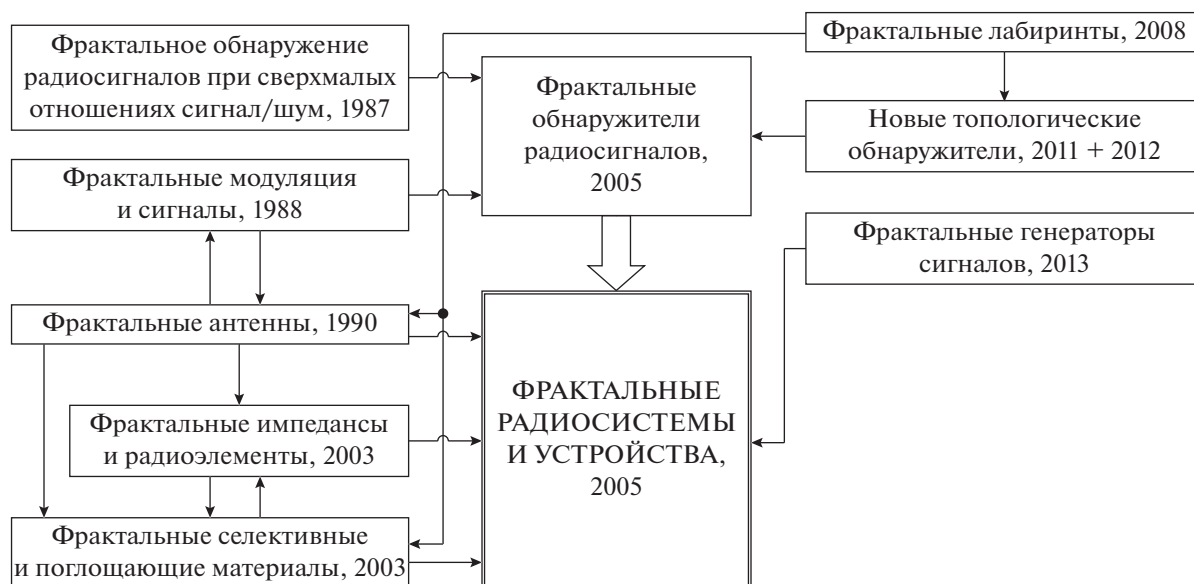 Фрактальное обнаружение
радиосигналов при сверхмалых
отношениях сигнал/шум, 1987
Фрактальные модуляция
и сигналы, 1988
Фрактальные антенны, 1990
Фрактальные импедансы
и радиоэлементы, 2003
Фрактальные селективные
и поглощающие материалы, 2003
Фрактальные
обнаружители
радиосигналов,
2005
ФРАКТАЛЬНЫЕ
РАДИОСИСТЕМЫ
И УСТРОЙСТВА,
2005
Фрактальные лабиринты, 2008
Новые топологические
обнаружители, 2011 + 2012
Фрактальные генераторы
сигналов, 2013